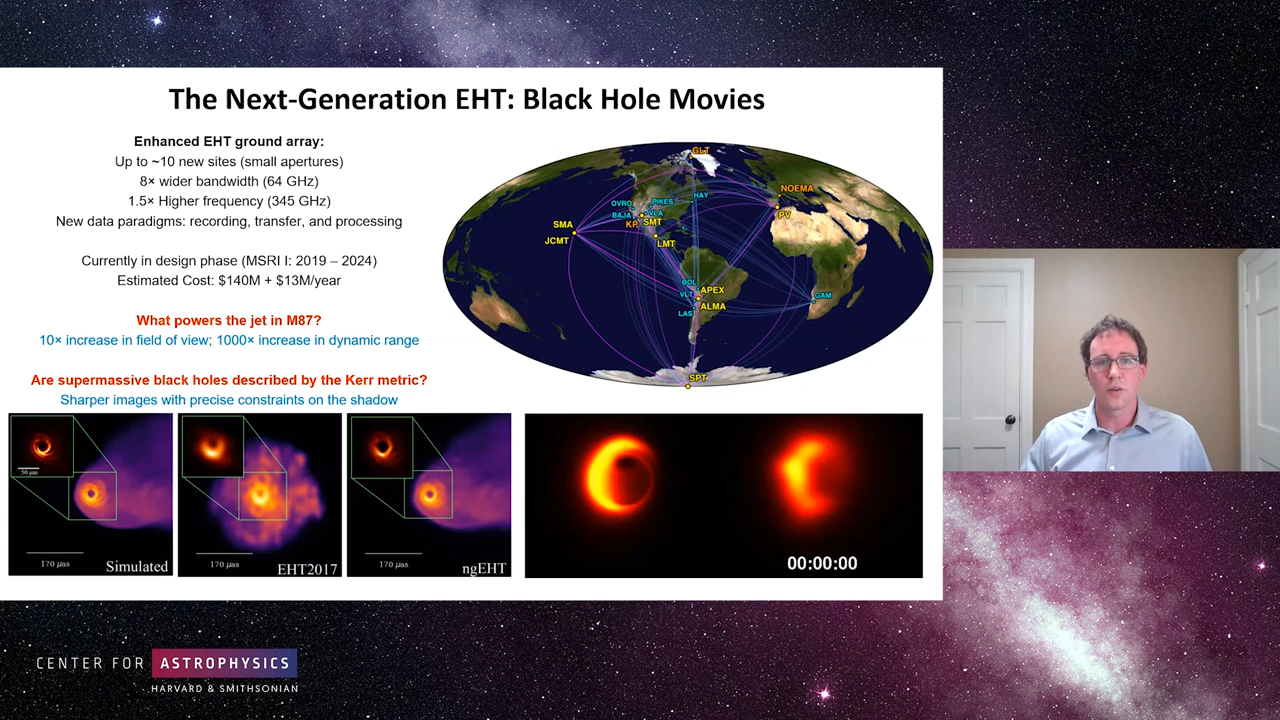 The Next-Generation EHT: Black Hole Movies
Enhanced EHT ground array:
Up to ~10 new sites (small apertures)
8× wider bandwidth (64 GHz)
1.5× Higher frequency (345 GHz)
New data paradigms: recording, transfer, and processing
Currently in design phase (MSRI I: 2019 – 2024)
Estimated Cost: $140M + $13M/year
What powers the jet in M87?
10× increase in field of view; 1000× increase in dynamic range
Are supermassive black holes described by the Kerr metric?
Sharper images with precise constraints on the shadow
GLT
NOEMA
HAY
OVRO
PIKES
BAJA
VLA
KP
SMT
PV
SMA
JCMT
LMT
BOL
APEX
VLT
ALMA
GAM
LAS
SPT
50 μas
170 μas
Simulated
170 μas
EHT2017
170 μas
ngEHT
00:00:00
CENTER FOR ASTROPHYSICS
HARVARD & SMITHSONIAN